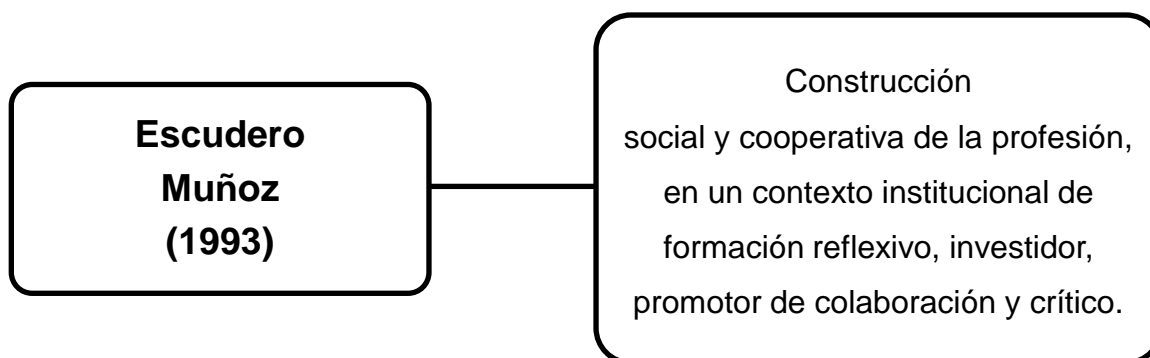 Escudero
Muñoz
(1993)
Construcción
social y cooperativa de la profesión,
en un contexto institucional de
formación reflexivo, investidor,
promotor de colaboración y crítico.